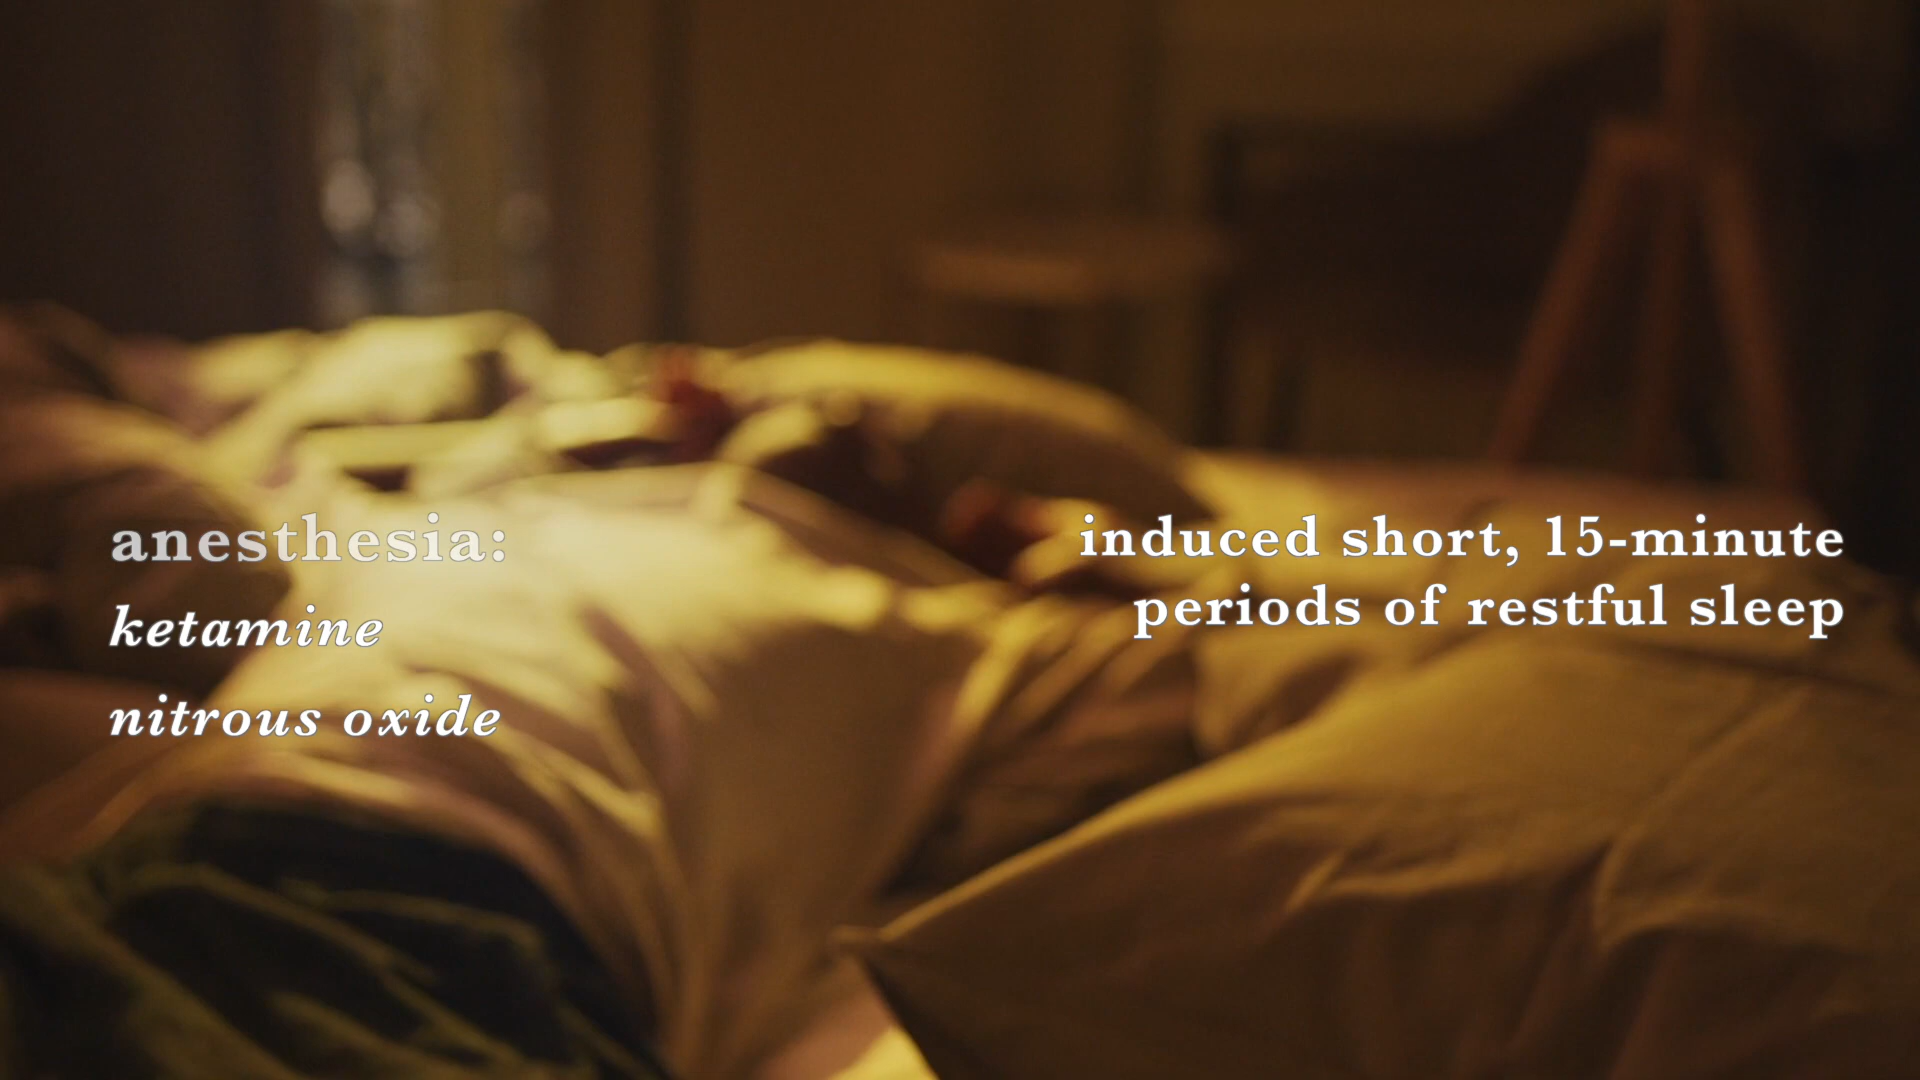 anesthesia:
ketamine
nitrous oxide
induced short, 15-minute
periods of restful sleep